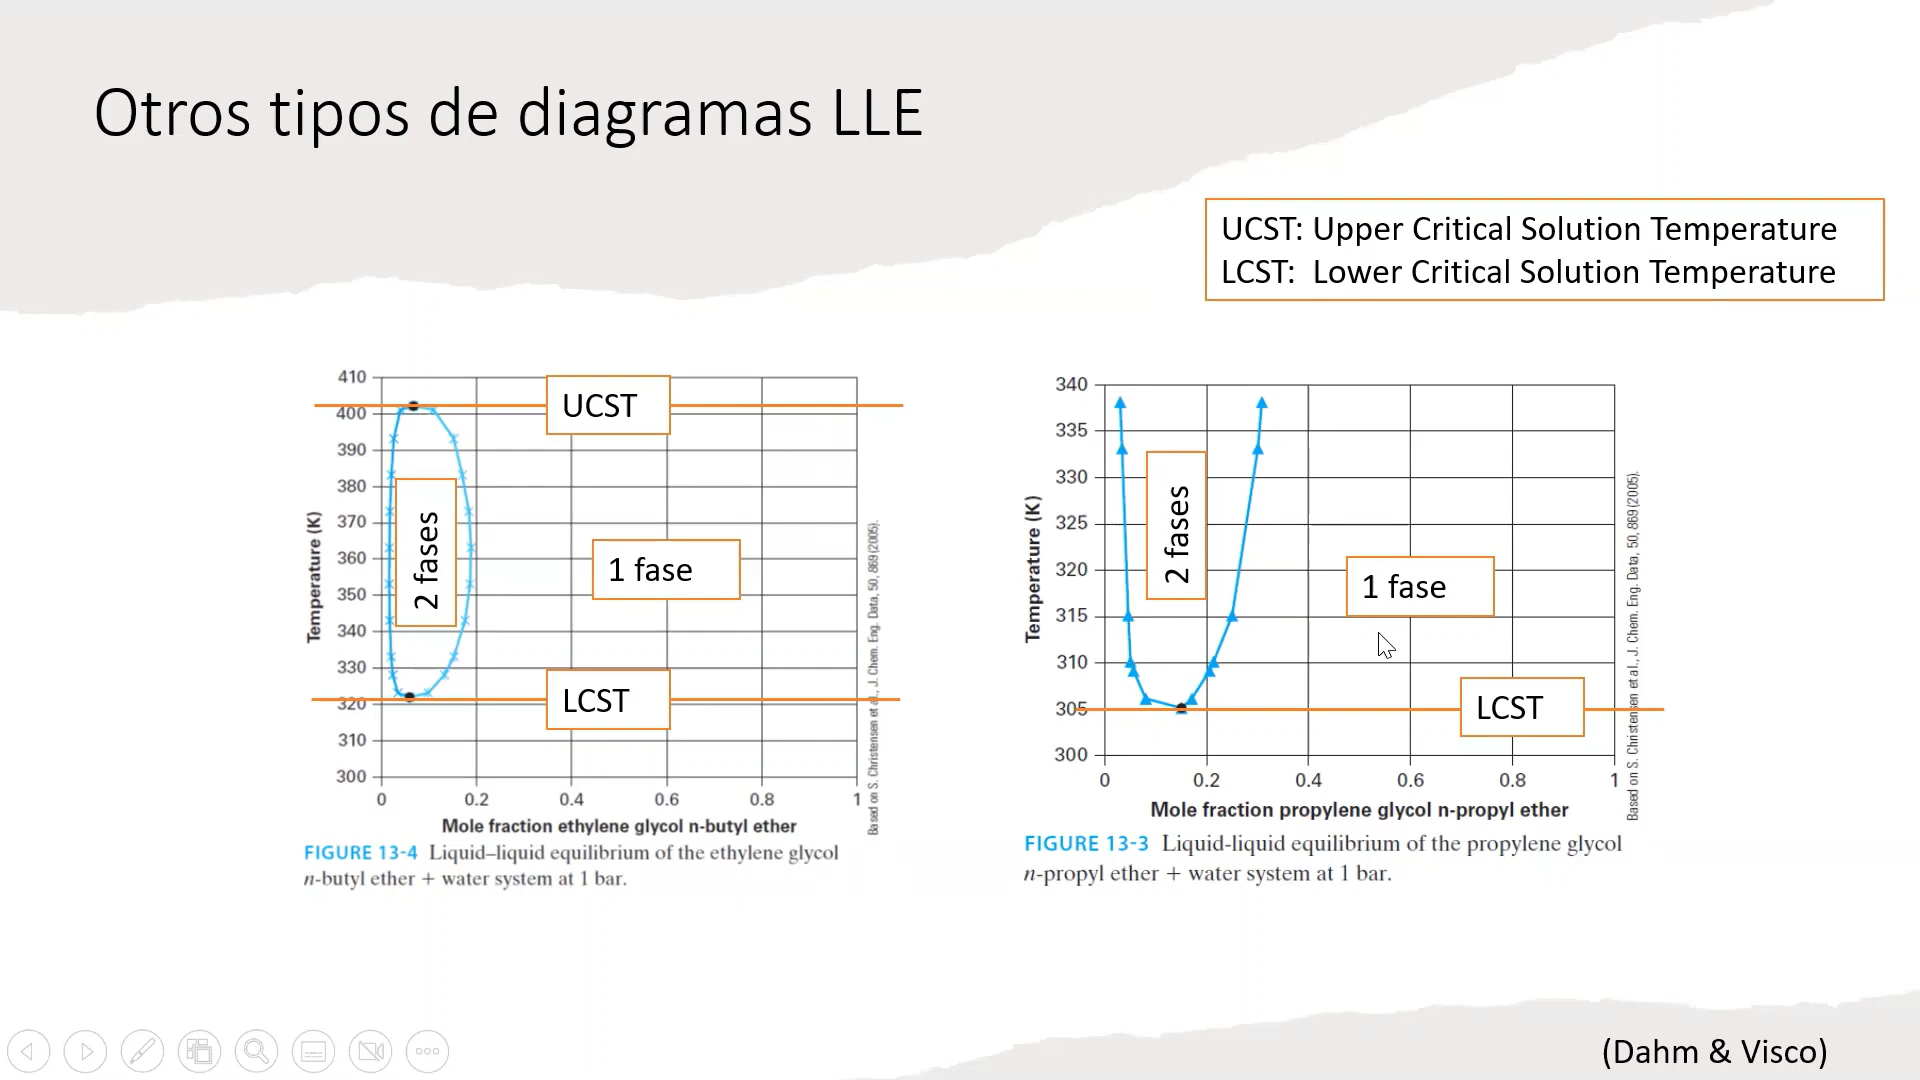 Otros tipos de diagramas LLE
UCST: Upper Critical Solution Temperature
LCST: Lower Critical Solution Temperature
410
400
390
380
370
360
350
340
330
320
310
300
Temperature (K)
UCST
2 fases
1 fase
LCST
0
0.2
0.4
0.6
0.8
1
Mole fraction ethylene glycol n-butyl ether
Based on S. Christensen et al., J. Chem. Eng. Data, 50, 869 (2005).
FIGURE 13-4 Liquid–liquid equilibrium of the ethylene glycol
n-butyl ether + water system at 1 bar.
340
335
330
325
320
315
310
305
300
Temperature (K)
2 fases
1 fase
LCST
0
0.2
0.4
0.6
0.8
1
Mole fraction propylene glycol n-propyl ether
Based on S. Christensen et al., J. Chem. Eng. Data, 50, 869 (2005).
FIGURE 13-3 Liquid-liquid equilibrium of the propylene glycol
n-propyl ether + water system at 1 bar.
(Dahm & Visco)